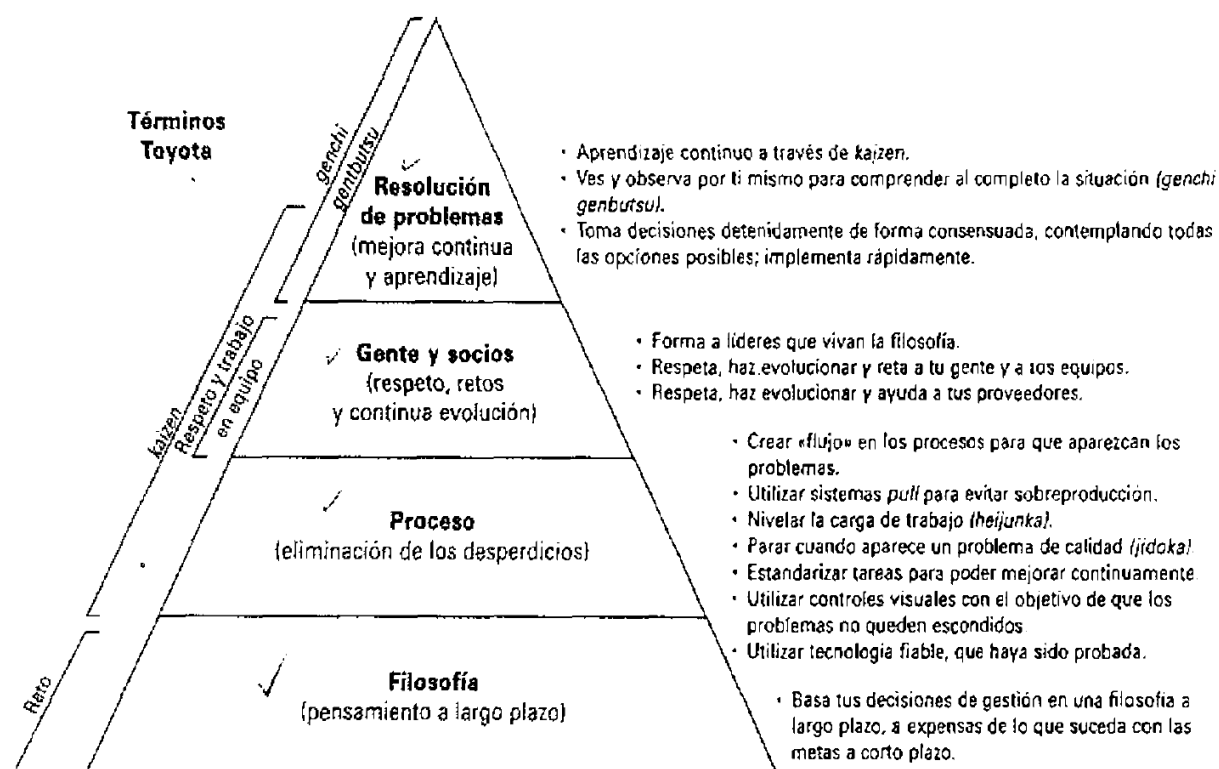 Términos
Toyota
genchi
gentbutsu
Resolución
de problemas
(mejora continua
y aprendizaje)
• Aprendizaje continuo a través de kaizen.
• Ves y observa por ti mismo para comprender al completo la situación (genchi
genbutsu).
• Toma decisiones detenidamente de forma consensuada, contemplando todas
las opciones posibles; implementa rápidamente.
kaizen
Respeto y trabajo
en equipo
Gente y socios
(respeto, retos
y continua evolución)
• Forma a líderes que vivan la filosofía.
• Respeta, haz evolucionar y reta a tu gente y a tos equipos.
• Respeta, haz evolucionar y ayuda a tus proveedores.
Proceso
(eliminación de los desperdicios)
• Crear «flujo» en los procesos para que aparezcan los
problemas.
• Utilizar sistemas pull para evitar sobreproducción.
• Nivelar la carga de trabajo (heijunka).
• Parar cuando aparece un problema de calidad (jidoka).
• Estandarizar tareas para poder mejorar continuamente.
• Utilizar controles visuales con el objetivo de que los
problemas no queden escondidos.
• Utilizar tecnología fiable, que haya sido probada.
Reto
Filosofía
(pensamiento a largo plazo)
• Basa tus decisiones de gestión en una filosofía a
largo plazo, a expensas de lo que suceda con las
metas a corto plazo.